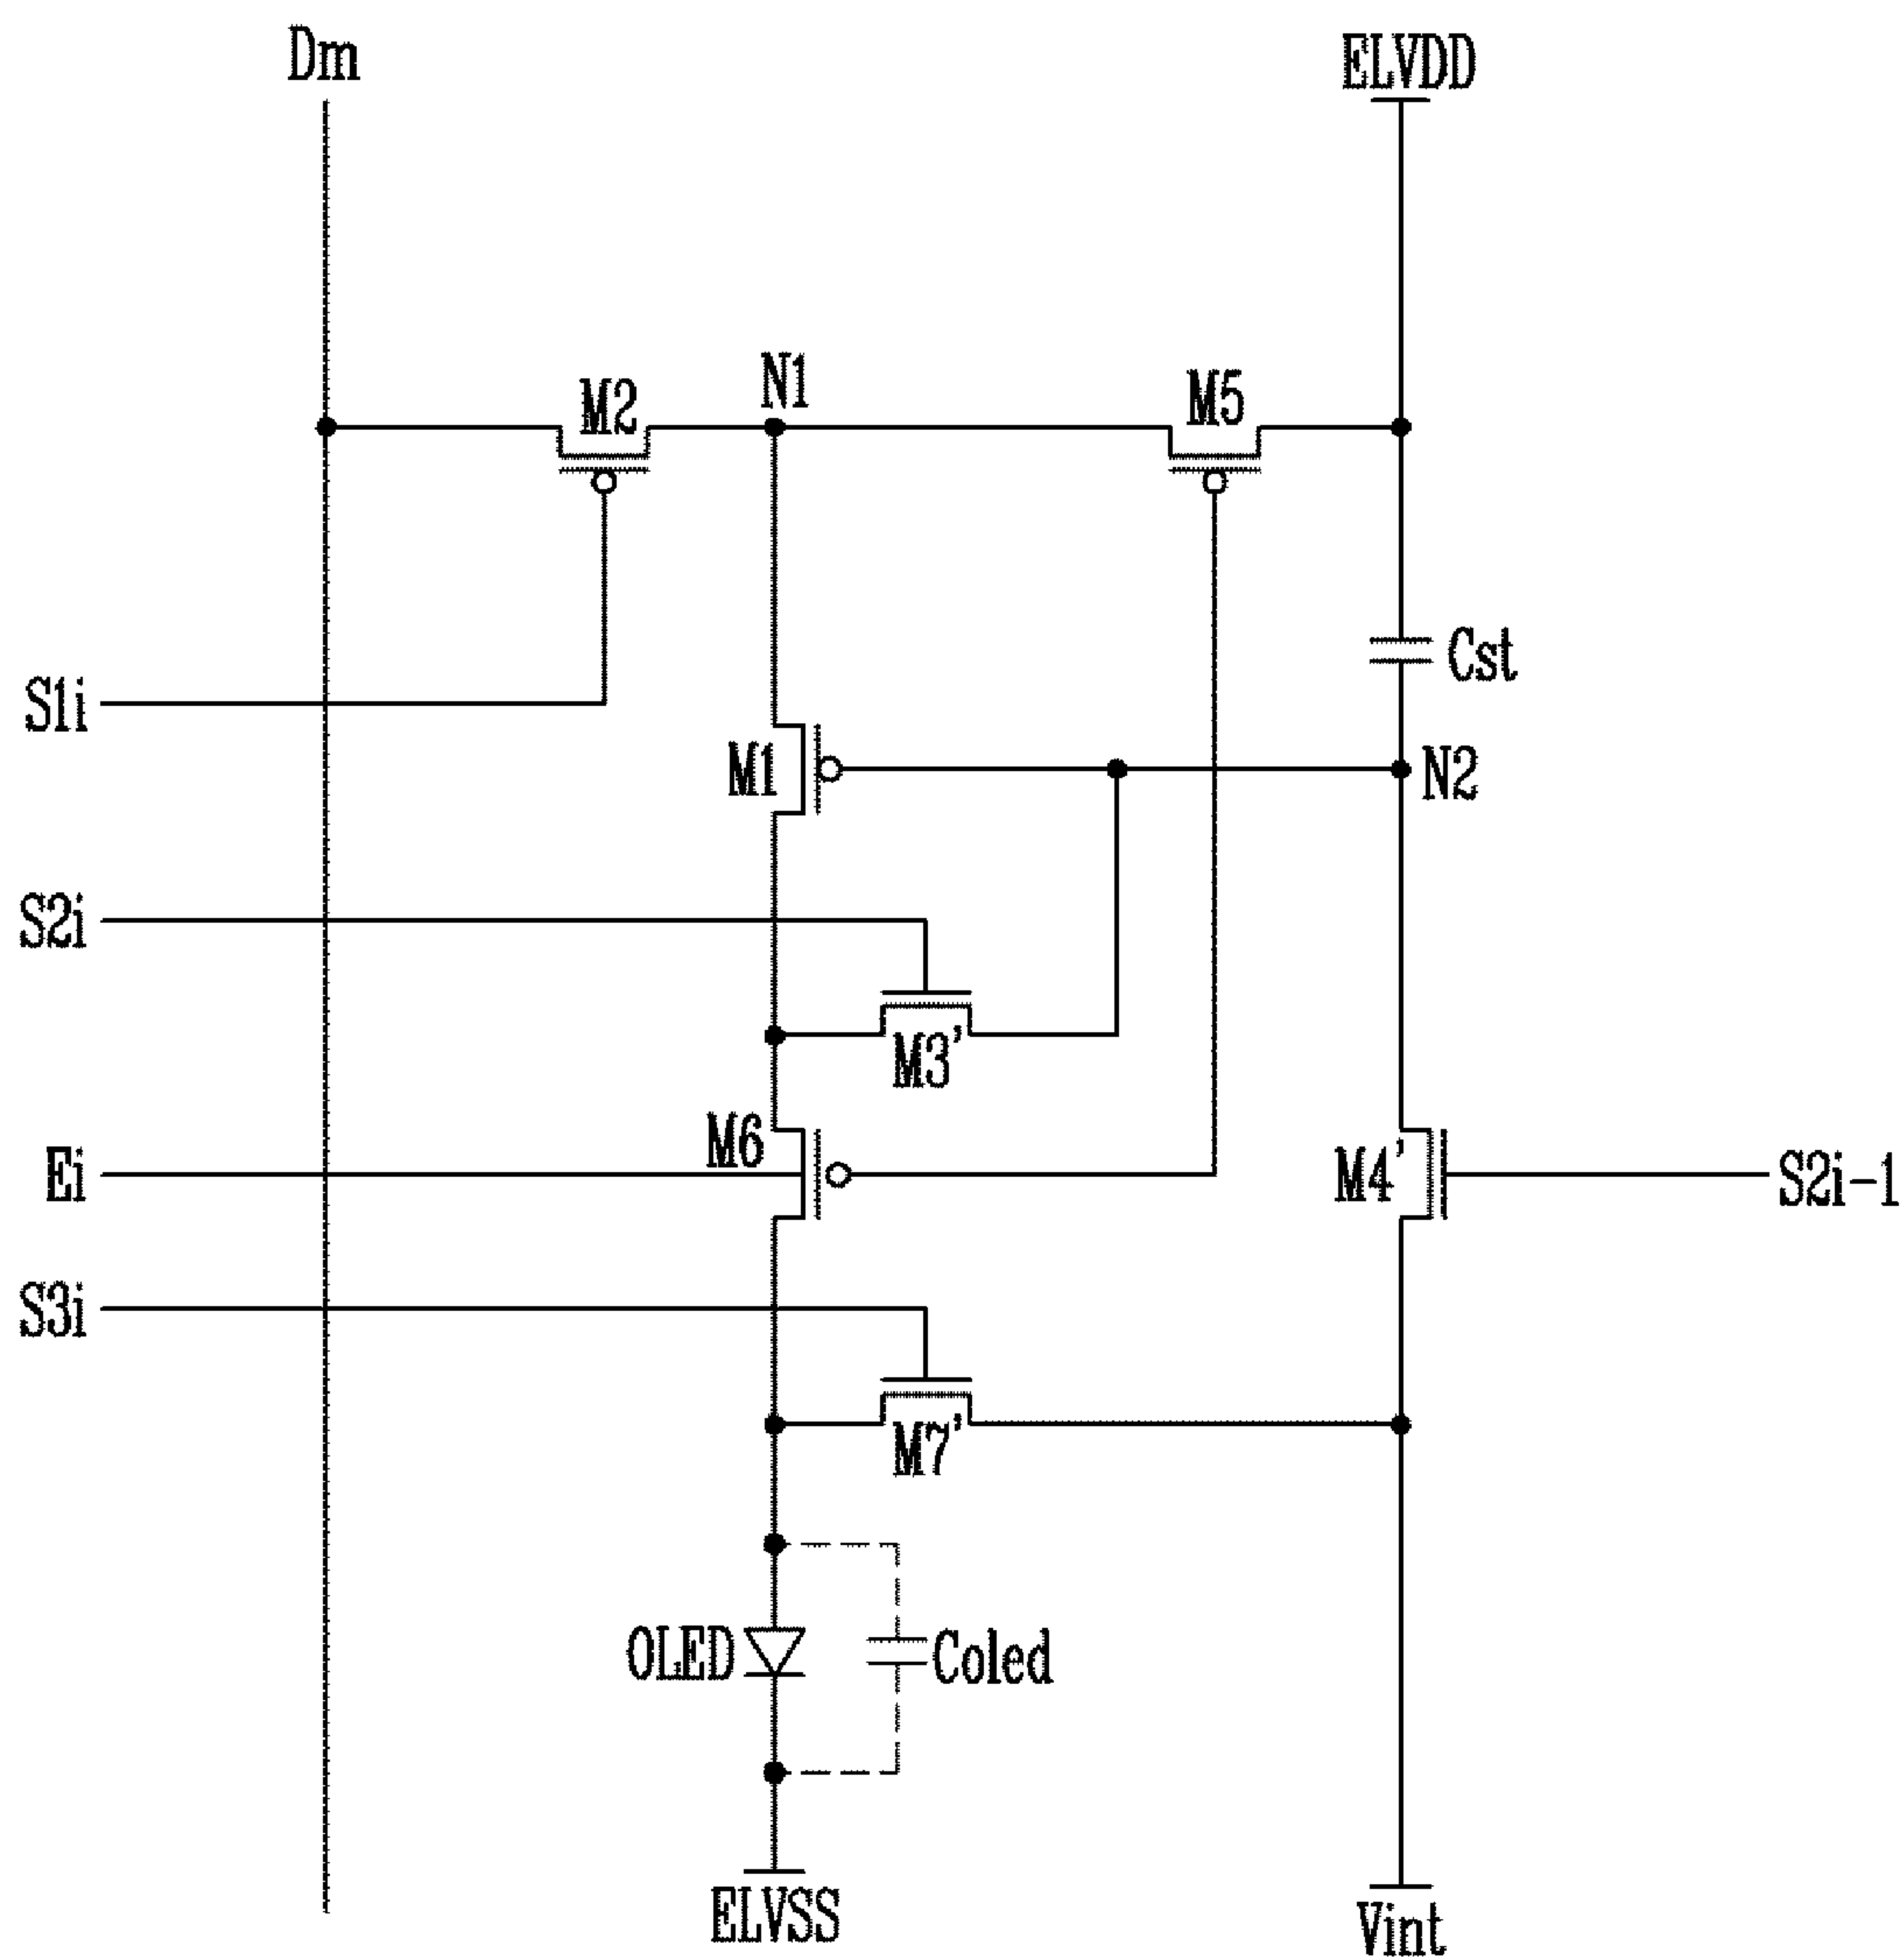 Dm
ELVDD
N1
M2
M5
Cst
S1i
M1
N2
S2i
M3'
M6
Ei
M4'
S2i-1
S3i
M7'
OLED
Coled
ELVSS
Vint